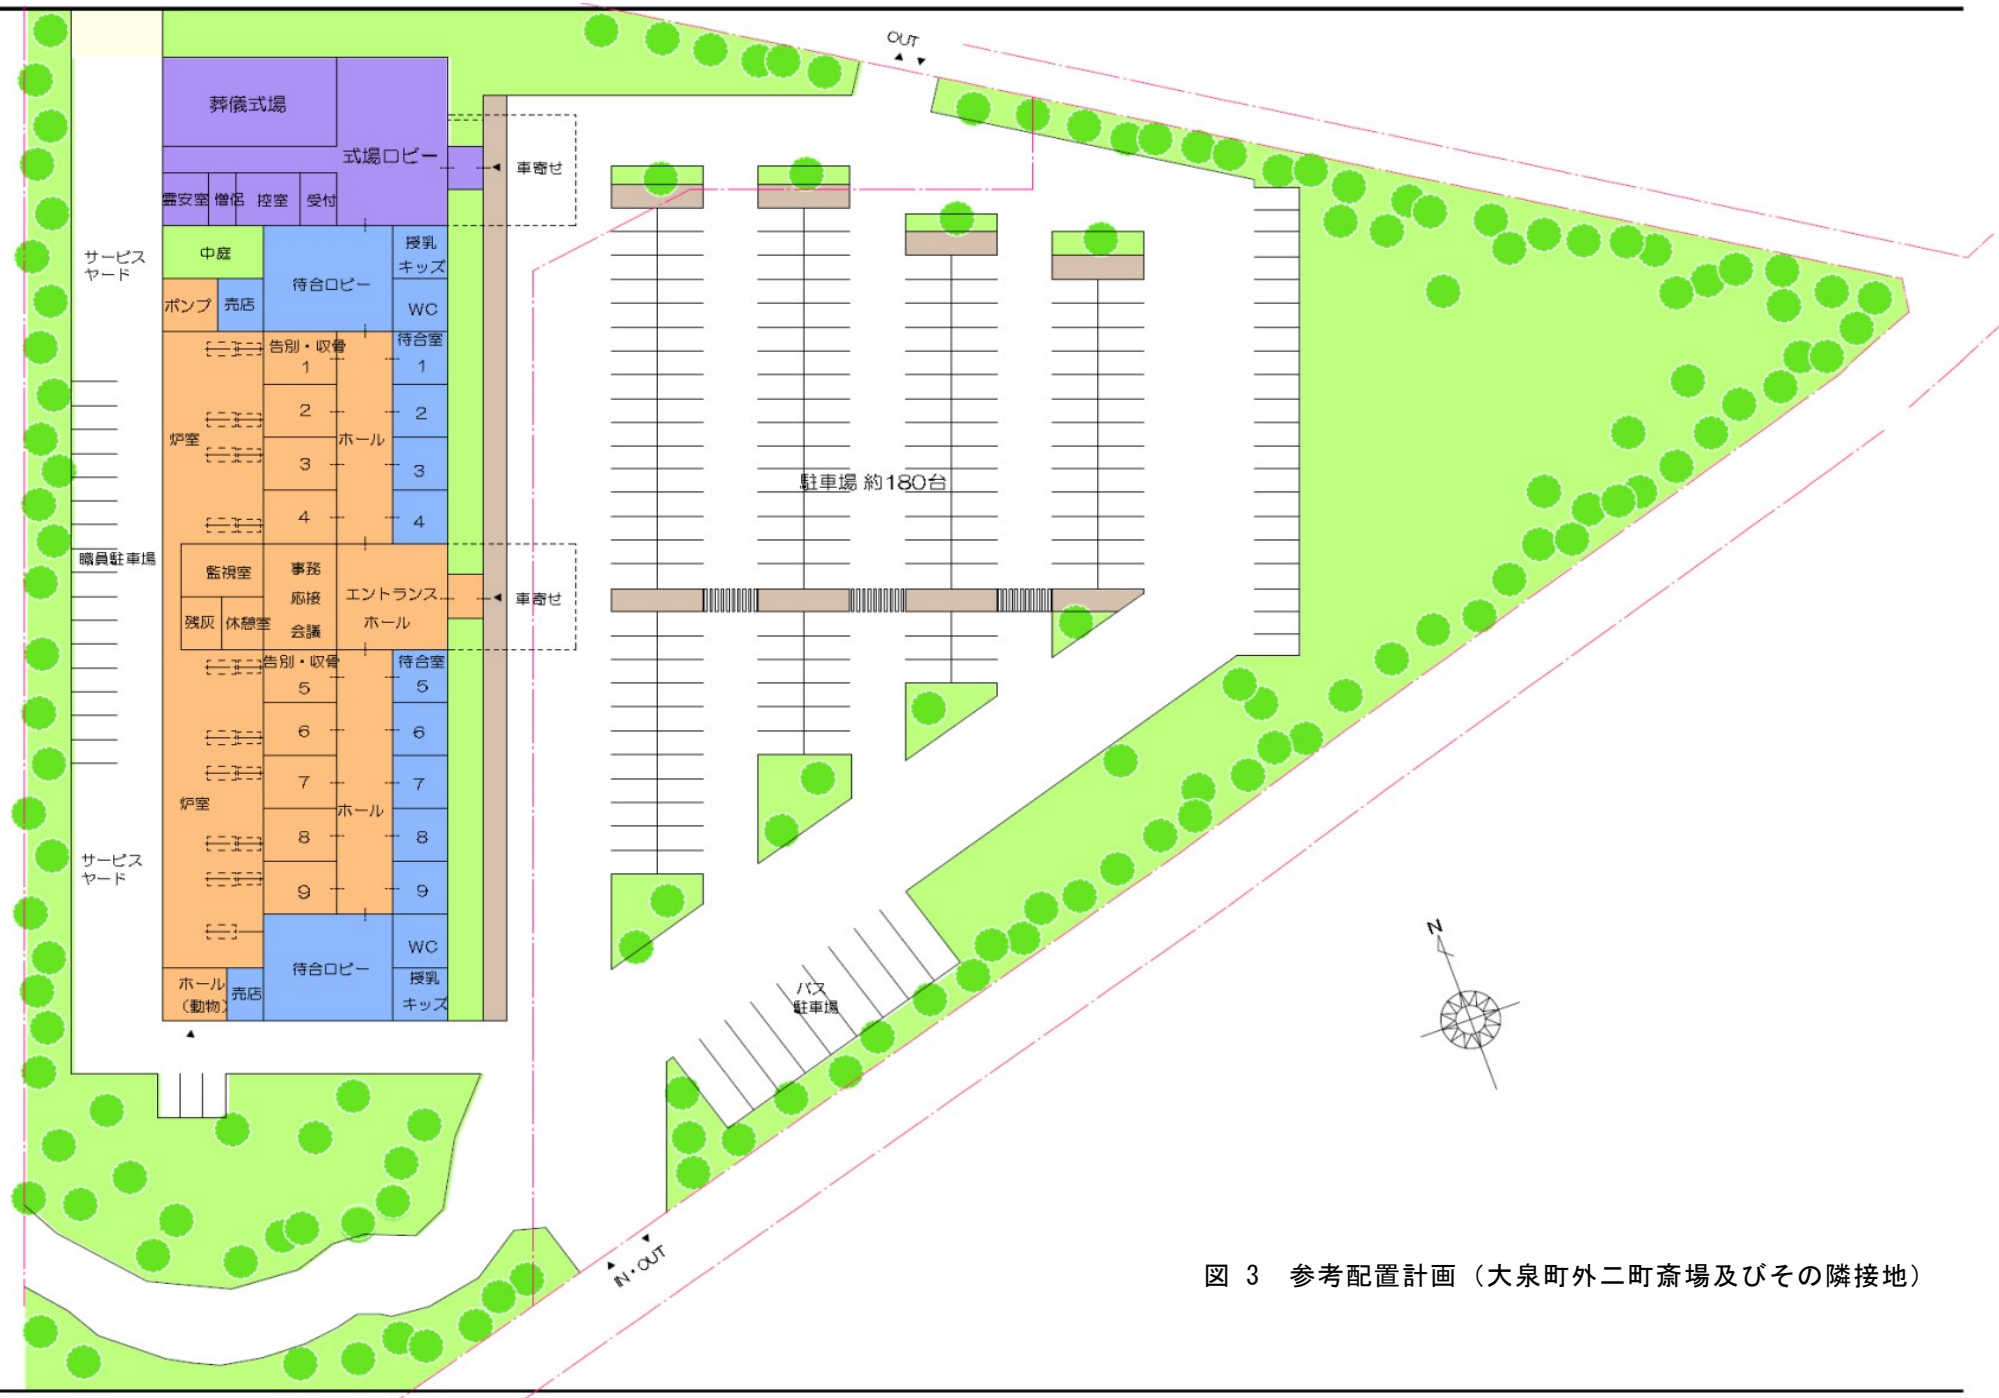 OUT
葬儀式場
式場ロビー
車寄せ
霊安室
僧侶
控室
受付
中庭
待合ロビー
授乳
キッズ
サービス
ヤード
ポンプ
売店
WC
告別・収骨
1
待合室
1
2
2
炉室
ホール
3
3
駐車場 約180台
4
4
職員駐車場
監視室
事務
応接
会議
エントランス
ホール
車寄せ
残灰
休憩室
告別・収骨
5
待合室
5
6
6
7
7
炉室
ホール
8
8
サービス
ヤード
9
9
WC
待合ロビー
授乳
キッズ
ホール
(動物)
売店
バス
駐車場
N
IN・OUT
図 3 参考配置計画（大泉町外二町斎場及びその隣接地）